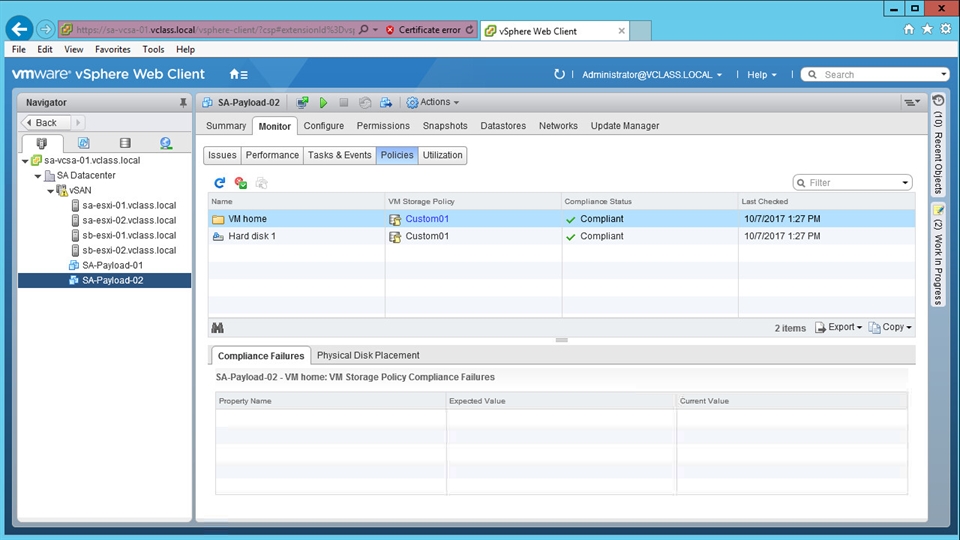 https://sa-vcsa-01.vclass.local/vsphere-client/?csp#extensionId%3Dvsp
Certificate error
vSphere Web Client
File Edit View Favorites Tools Help
vmware® vSphere Web Client
Administrator@VCLASS.LOCAL
Help
Search
Navigator
Back
sa-vcsa-01.vclass.local
SA Datacenter
vSAN
sa-esxi-01.vclass.local
sa-esxi-02.vclass.local
sb-esxi-01.vclass.local
sb-esxi-02.vclass.local
SA-Payload-01
SA-Payload-02
SA-Payload-02 Actions
Summary Monitor Configure Permissions Snapshots Datastores Networks Update Manager
Issues Performance Tasks & Events Policies Utilization
Filter
Name VM Storage Policy Compliance Status Last Checked
VM home Custom01 Compliant 10/7/2017 1:27 PM
Hard disk 1 Custom01 Compliant 10/7/2017 1:27 PM
2 items Export Copy
Compliance Failures Physical Disk Placement
SA-Payload-02 - VM home: VM Storage Policy Compliance Failures
Property Name Expected Value Current Value
(10) Recent Objects
(2) Work In Progress